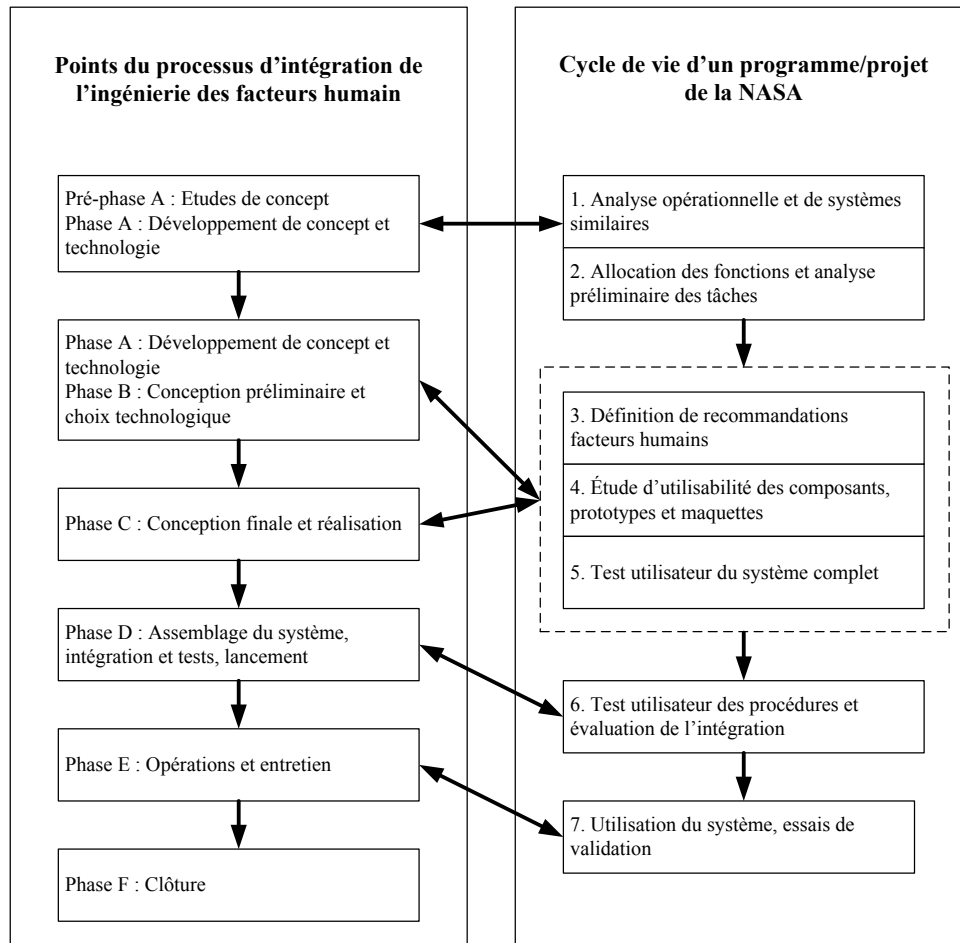 Points du processus d'intégration de
l'ingénierie des facteurs humain
Pré-phase A : Etudes de concept
Phase A : Développement de concept et
technologie
Phase A : Développement de concept et
technologie
Phase B : Conception préliminaire et
choix technologique
Phase C : Conception finale et réalisation
Phase D : Assemblage du système,
intégration et tests, lancement
Phase E : Opérations et entretien
Phase F : Clôture
Cycle de vie d'un programme/projet
de la NASA
1. Analyse opérationnelle et de systèmes
similaires
2. Allocation des fonctions et analyse
préliminaire des tâches
3. Définition de recommandations
facteurs humains
4. Étude d'utilisabilité des composants,
prototypes et maquettes
5. Test utilisateur du système complet
6. Test utilisateur des procédures et
évaluation de l'intégration
7. Utilisation du système, essais de
validation